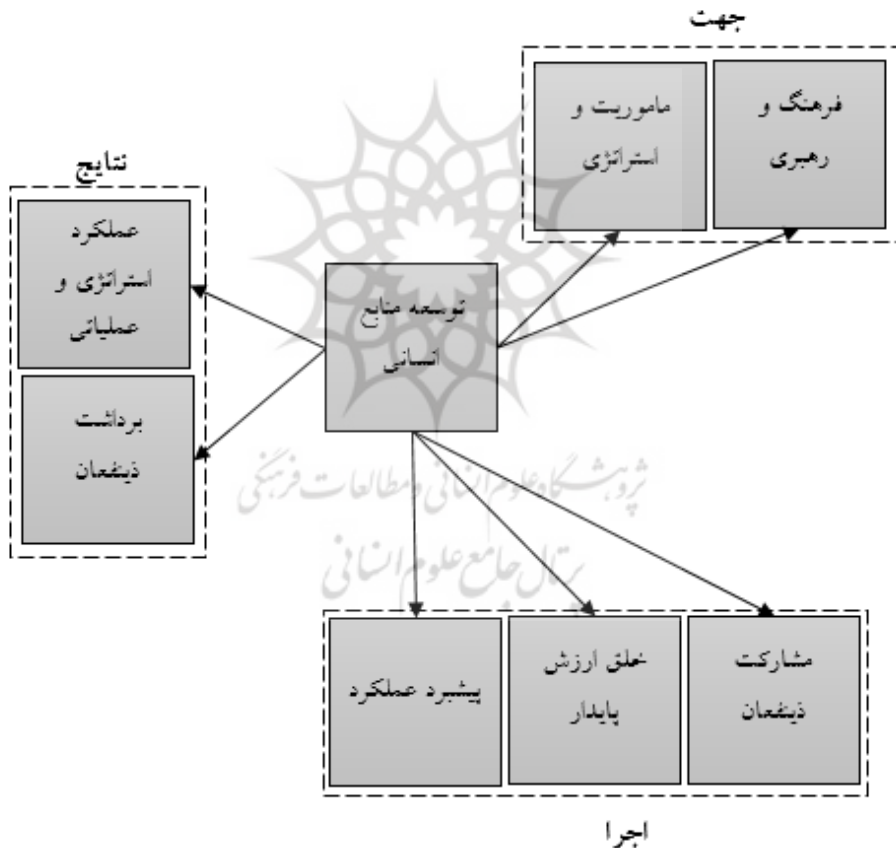 جهت
فرهنگ و
رهبری
ماموریت و
استراتژی
نتایج
عملکرد
استراتژی و
عملیاتی
برداشت
ذینفعان
توسعه منابع
انسانی
پژوهشگاه علوم انسانی و مطالعات فرهنگی
پرتال جامع علوم انسانی
مشارکت
ذینفعان
خلق ارزش
پایدار
پیشبرد عملکرد
اجرا